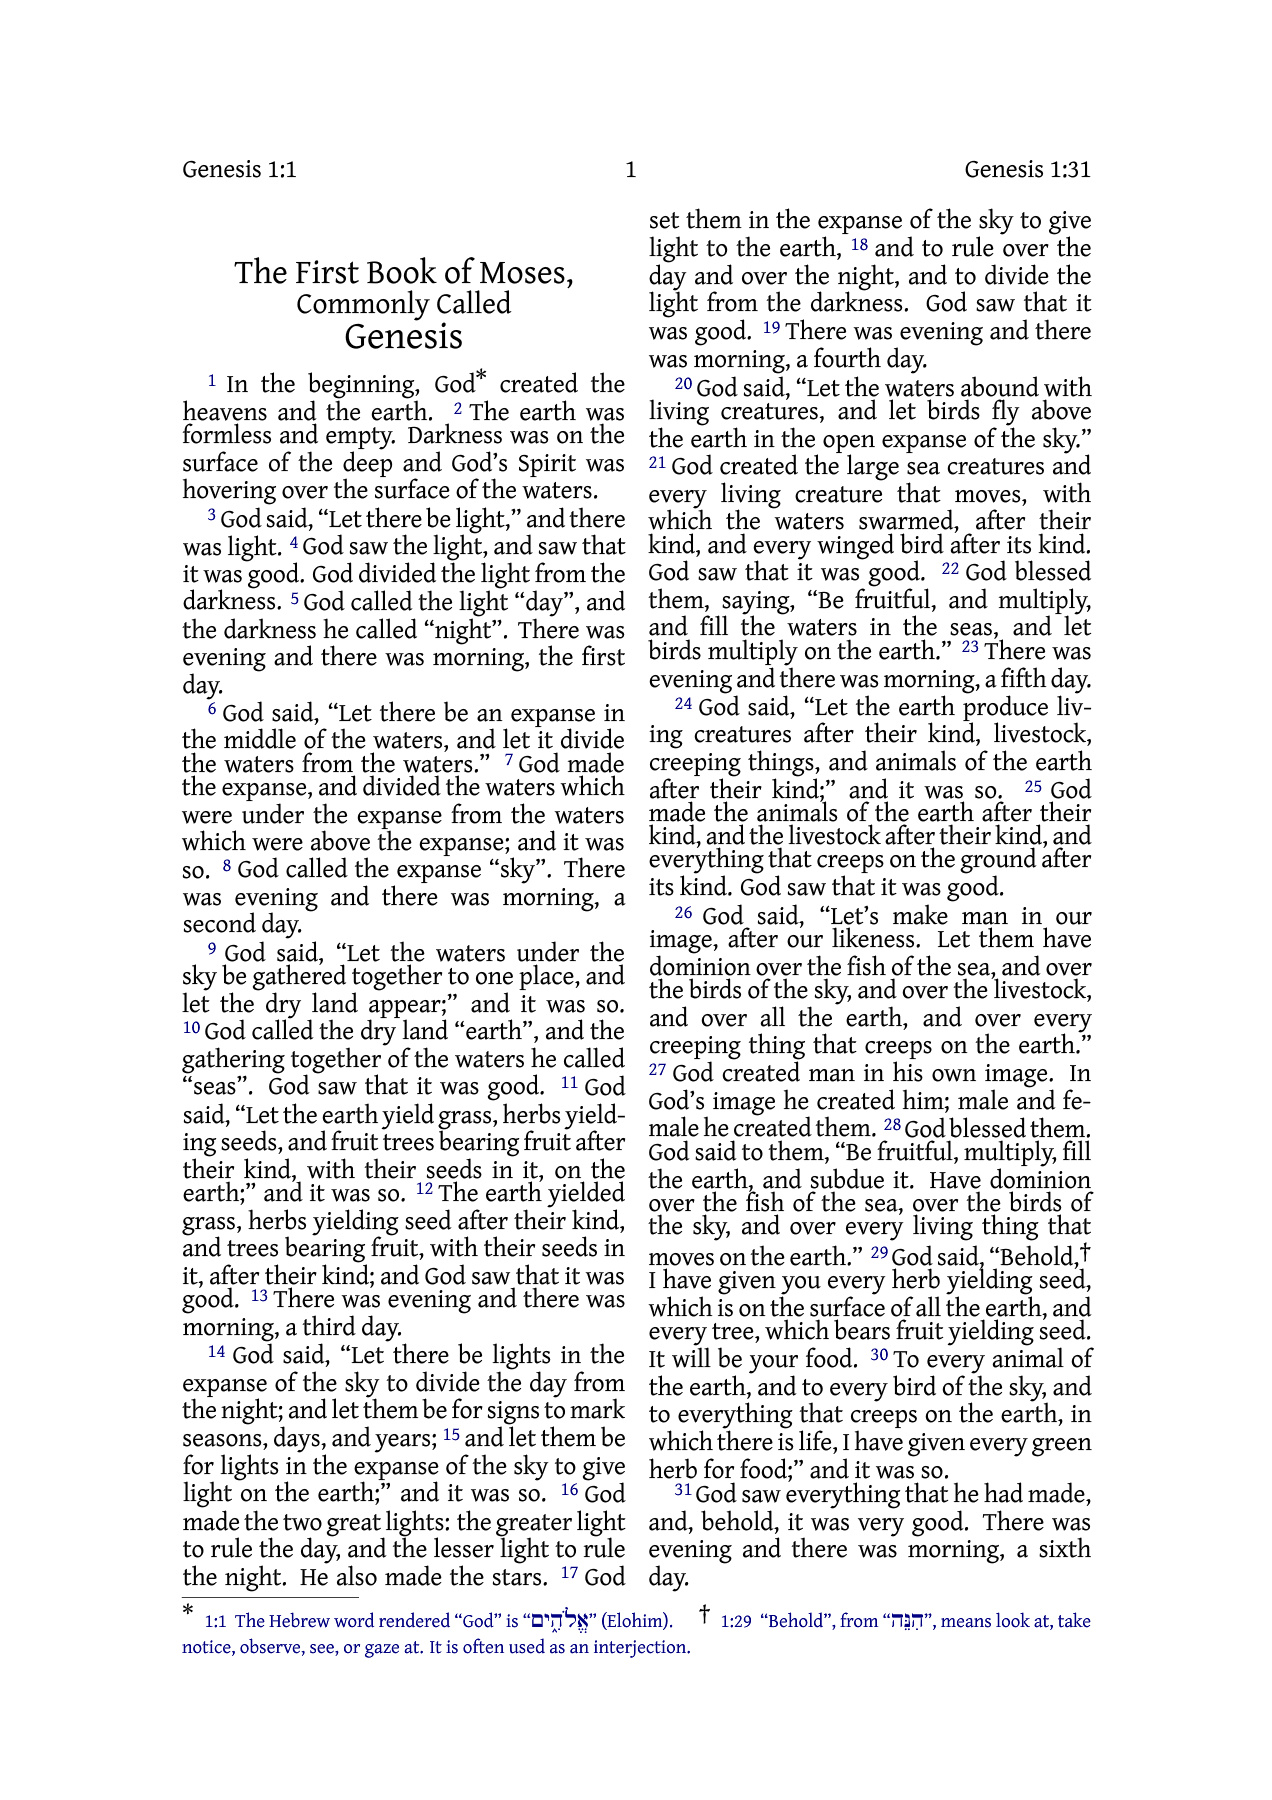 Genesis 1:1 1 Genesis 1:31
The First Book of Moses,
Commonly Called
Genesis
1 In the beginning, God* created the
heavens and the earth. 2 The earth was
formless and empty. Darkness was on the
surface of the deep and God’s Spirit was
hovering over the surface of the waters.
3 God said, “Let there be light,” and there
was light. 4 God saw the light, and saw that
it was good. God divided the light from the
darkness. 5 God called the light “day”, and
the darkness he called “night”. There was
evening and there was morning, the first
day.
6 God said, “Let there be an expanse in
the middle of the waters, and let it divide
the waters from the waters.” 7 God made
the expanse, and divided the waters which
were under the expanse from the waters
which were above the expanse; and it was
so. 8 God called the expanse “sky”. There
was evening and there was morning, a
second day.
9 God said, “Let the waters under the
sky be gathered together to one place, and
let the dry land appear;” and it was so.
10 God called the dry land “earth”, and the
gathering together of the waters he called
“seas”. God saw that it was good. 11 God
said, “Let the earth yield grass, herbs yield-
ing seeds, and fruit trees bearing fruit after
their kind, with their seeds in it, on the
earth;” and it was so. 12 The earth yielded
grass, herbs yielding seed after their kind,
and trees bearing fruit, with their seeds in
it, after their kind; and God saw that it was
good. 13 There was evening and there was
morning, a third day.
14 God said, “Let there be lights in the
expanse of the sky to divide the day from
the night; and let them be for signs to mark
seasons, days, and years; 15 and let them be
for lights in the expanse of the sky to give
light on the earth;” and it was so. 16 God
made the two great lights: the greater light
to rule the day, and the lesser light to rule
the night. He also made the stars. 17 God
set them in the expanse of the sky to give
light to the earth, 18 and to rule over the
day and over the night, and to divide the
light from the darkness. God saw that it
was good. 19 There was evening and there
was morning, a fourth day.
20 God said, “Let the waters abound with
living creatures, and let birds fly above
the earth in the open expanse of the sky.”
21 God created the large sea creatures and
every living creature that moves, with
which the waters swarmed, after their
kind, and every winged bird after its kind.
God saw that it was good. 22 God blessed
them, saying, “Be fruitful, and multiply,
and fill the waters in the seas, and let
birds multiply on the earth.” 23 There was
evening and there was morning, a fifth day.
24 God said, “Let the earth produce liv-
ing creatures after their kind, livestock,
creeping things, and animals of the earth
after their kind;” and it was so. 25 God
made the animals of the earth after their
kind, and the livestock after their kind, and
everything that creeps on the ground after
its kind. God saw that it was good.
26 God said, “Let’s make man in our
image, after our likeness. Let them have
dominion over the fish of the sea, and over
the birds of the sky, and over the livestock,
and over all the earth, and over every
creeping thing that creeps on the earth.”
27 God created man in his own image. In
God’s image he created him; male and fe-
male he created them. 28 God blessed them.
God said to them, “Be fruitful, multiply, fill
the earth, and subdue it. Have dominion
over the fish of the sea, over the birds of
the sky, and over every living thing that
moves on the earth.” 29 God said, “Behold,†
I have given you every herb yielding seed,
which is on the surface of all the earth, and
every tree, which bears fruit yielding seed.
It will be your food. 30 To every animal of
the earth, and to every bird of the sky, and
to everything that creeps on the earth, in
which there is life, I have given every green
herb for food;” and it was so.
31 God saw everything that he had made,
and, behold, it was very good. There was
evening and there was morning, a sixth
day.
* 1:1 The Hebrew word rendered “God” is “אֱלֹהִ֑ים” (Elohim). † 1:29 “Behold”, from “הִנֵּה”, means look at, take
notice, observe, see, or gaze at. It is often used as an interjection.